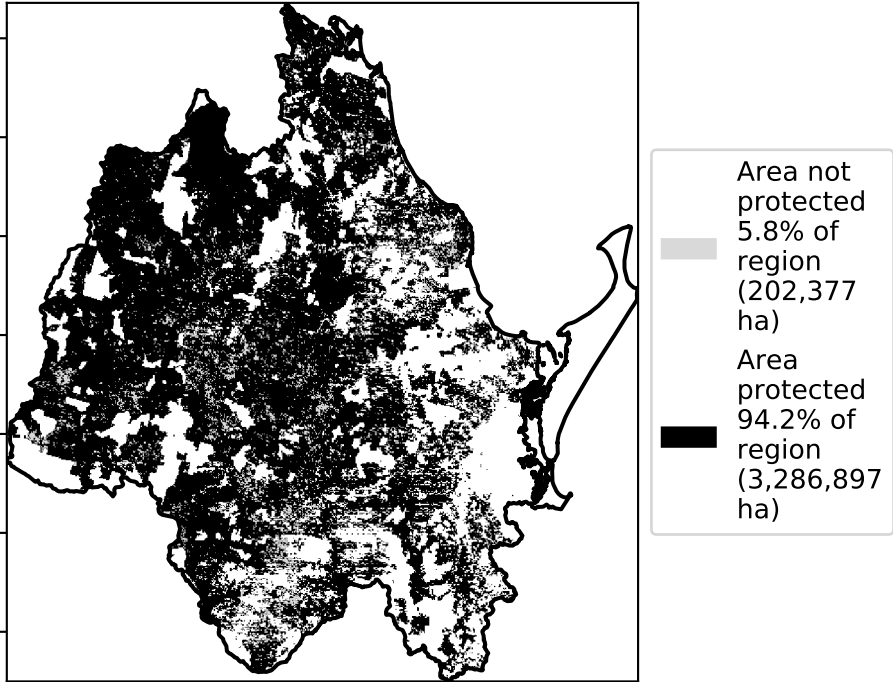 Area not
protected
5.8% of
region
(202,377
ha)
Area
protected
94.2% of
region
(3,286,897
ha)